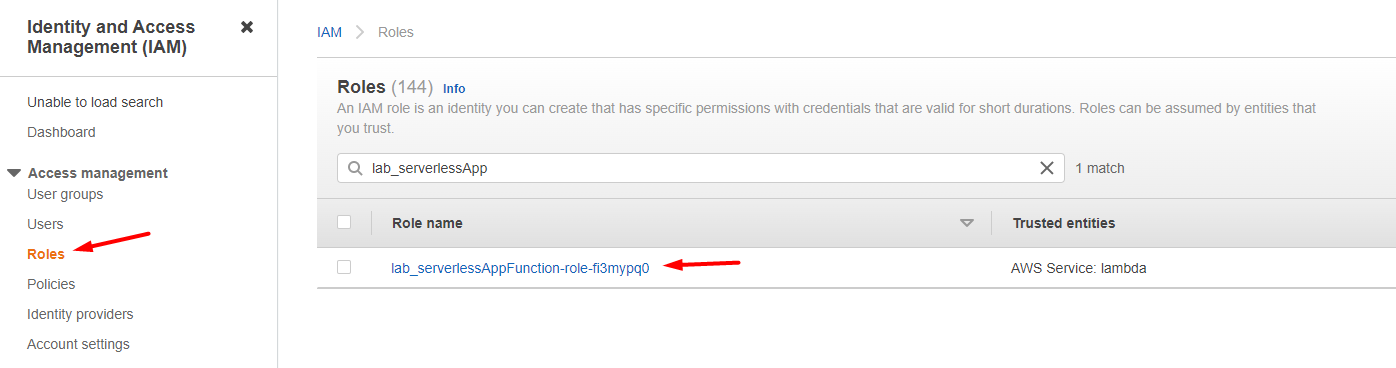 Identity and Access
Management (IAM)
Unable to load search
Dashboard
Access management
User groups
Users
Roles
Policies
Identity providers
Account settings
IAM Roles
Roles (144) Info
An IAM role is an identity you can create that has specific permissions with credentials that are valid for short durations. Roles can be assumed by entities that
you trust.
lab_serverlessApp 1 match
Role name Trusted entities
lab_serverlessAppFunction-role-fi3mypq0 AWS Service: lambda